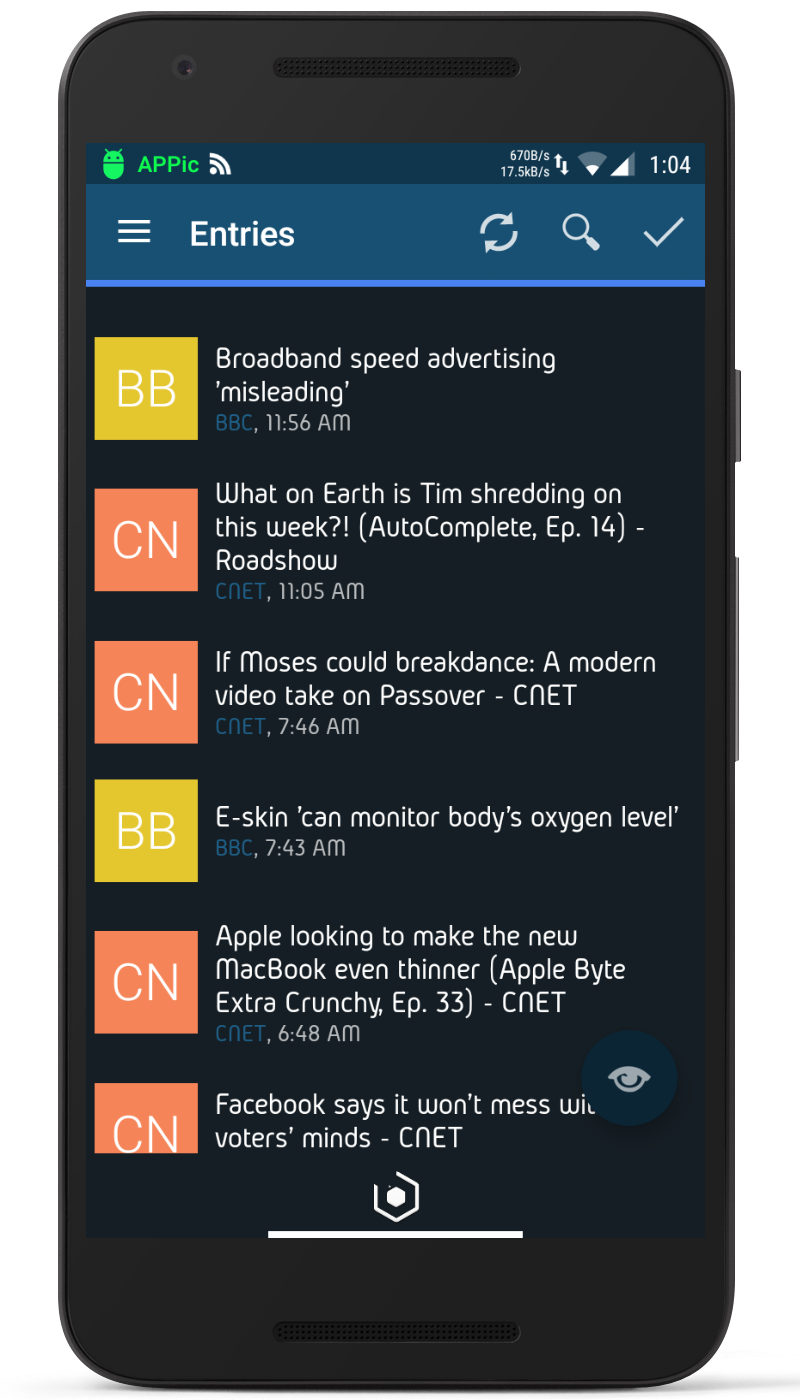 APPic 670B/s 1:04
17.5kB/s
Entries
BB Broadband speed advertising
'misleading'
BBC, 11:56 AM
CN What on Earth is Tim shredding on
this week?! (AutoComplete, Ep. 14) -
Roadshow
CNET, 11:05 AM
CN If Moses could breakdance: A modern
video take on Passover - CNET
CNET, 7:46 AM
BB E-skin 'can monitor body's oxygen level'
BBC, 7:43 AM
CN Apple looking to make the new
MacBook even thinner (Apple Byte
Extra Crunchy, Ep. 33) - CNET
CNET, 6:48 AM
CN Facebook says it won't mess
voters' minds - CNET